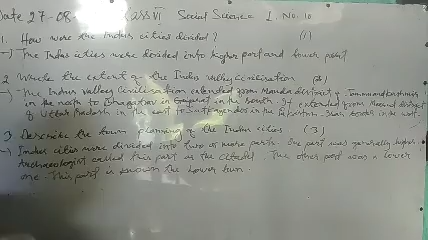 Date 27-08- Class VI Social Science L. No. 10
1. How were the Indus cities divided? (1)
→ The Indus cities were divided into higher part and lower part
2 Write the extent of the Indus valley Civilisation (2)
→ The Indus Valley Civilisation extended from Manda district of Jammu and Kashmir
in the north to in Gujarat in the South. It extended from Meerut district
of Uttar Pradesh in the east to in the Pakistan- Iran border in the west.
3 Describe the town planning of the Indus cities (3)
→ Indus cities were divided into two or more parts. One part was generally higher.
Archaeologist called this part as the citadel. The other part was a lower
one. This part is known the Lower town.